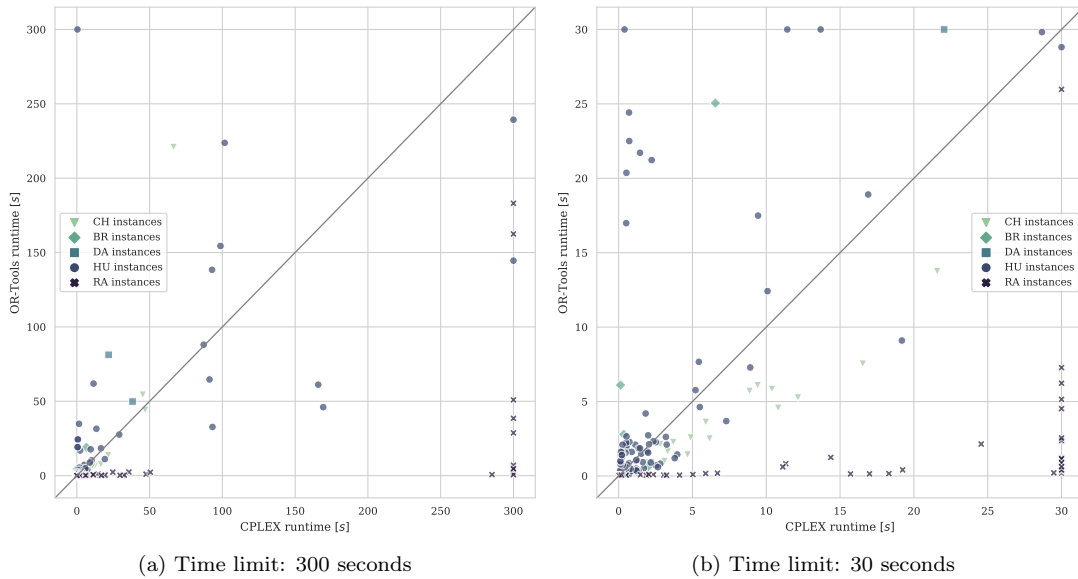 300
250
200
150
100
50
0
OR-Tools runtime [s]
CH instances
BR instances
DA instances
HU instances
RA instances
0 50 100 150 200 250 300
CPLEX runtime [s]
(a) Time limit: 300 seconds
30
25
20
15
10
5
0
OR-Tools runtime [s]
CH instances
BR instances
DA instances
HU instances
RA instances
0 5 10 15 20 25 30
CPLEX runtime [s]
(b) Time limit: 30 seconds